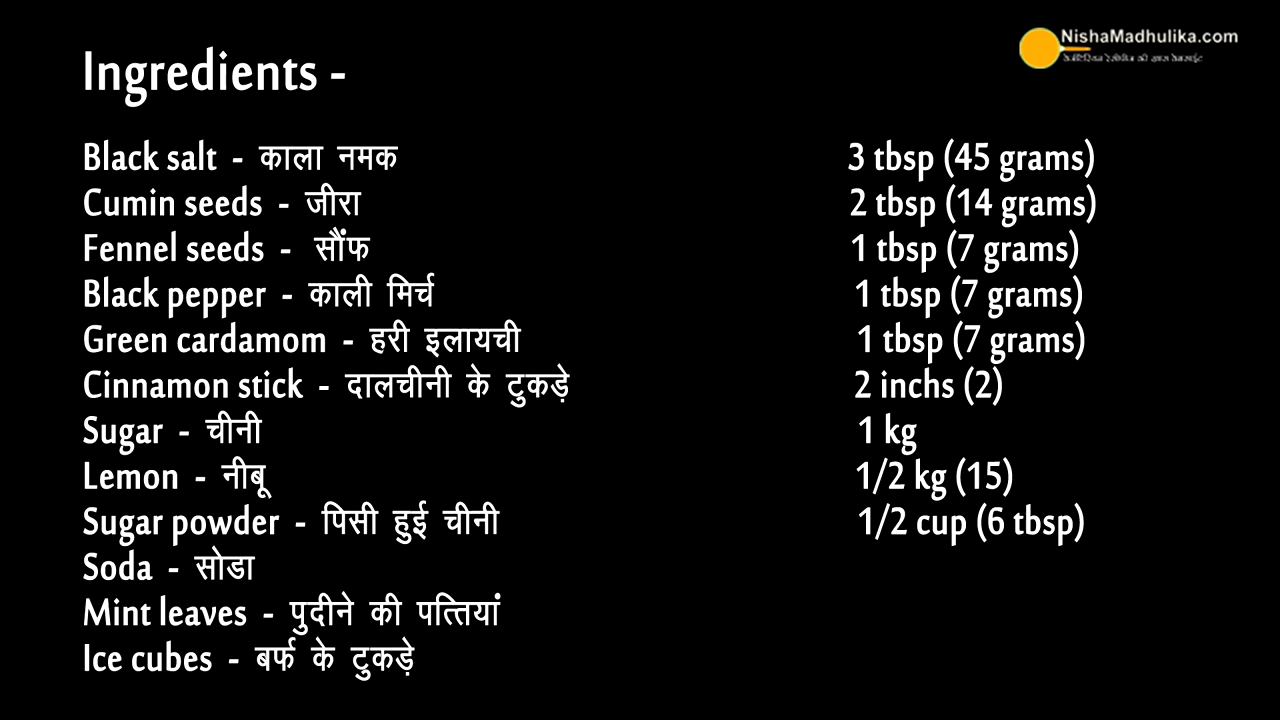 NishaMadhulika.com
Ingredients -
Black salt - काला नमक 3 tbsp (45 grams)
Cumin seeds - जीरा 2 tbsp (14 grams)
Fennel seeds - सौंफ 1 tbsp (7 grams)
Black pepper - काली मिर्च 1 tbsp (7 grams)
Green cardamom - हरी इलायची 1 tbsp (7 grams)
Cinnamon stick - दालचीनी के टुकड़े 2 inchs (2)
Sugar - चीनी 1 kg
Lemon - नीबू 1/2 kg (15)
Sugar powder - पिसी हुई चीनी 1/2 cup (6 tbsp)
Soda - सोडा
Mint leaves - पुदीने की पत्तियां
Ice cubes - बर्फ के टुकड़े